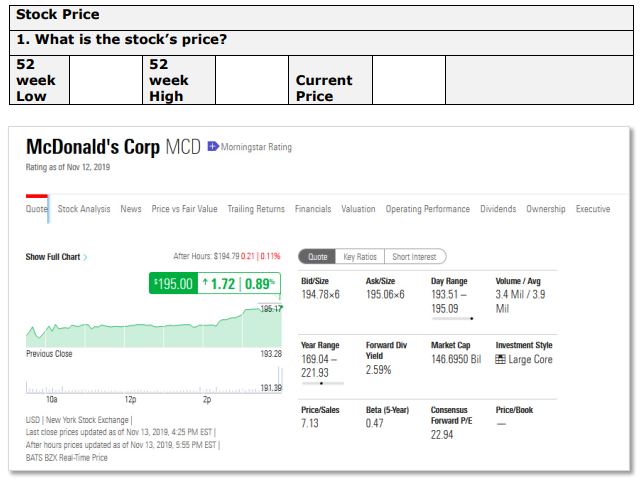 Stock Price
1. What is the stock's price?
52 week Low 52 week High Current Price
McDonald's Corp MCD Morningstar Rating
Rating as of Nov 12, 2019
Quote Stock Analysis News Price vs Fair Value Trailing Returns Financials Valuation Operating Performance Dividends Ownership Executive
Show Full Chart After Hours: $194.79 0.21 | 0.11%
$195.00 ↑ 1.72 | 0.89%
195.17
Previous Close 193.28
191.39
10a 12p 2p
USD | New York Stock Exchange |
Last close prices updated as of Nov 13, 2019, 4:25 PM EST |
After hours prices updated as of Nov 13, 2019, 5:55 PM EST |
BATS BZX Real-Time Price
Quote Key Ratios Short Interest
Bid/Size Ask/Size Day Range Volume / Avg
194.78×6 195.06×6 193.51 – 3.4 Mil / 3.9
195.09 Mil
Year Range Forward Div Market Cap Investment Style
169.04 – Yield 146.6950 Bil Large Core
221.93 2.59%
Price/Sales Beta (5-Year) Consensus Price/Book
7.13 0.47 Forward P/E —
22.94